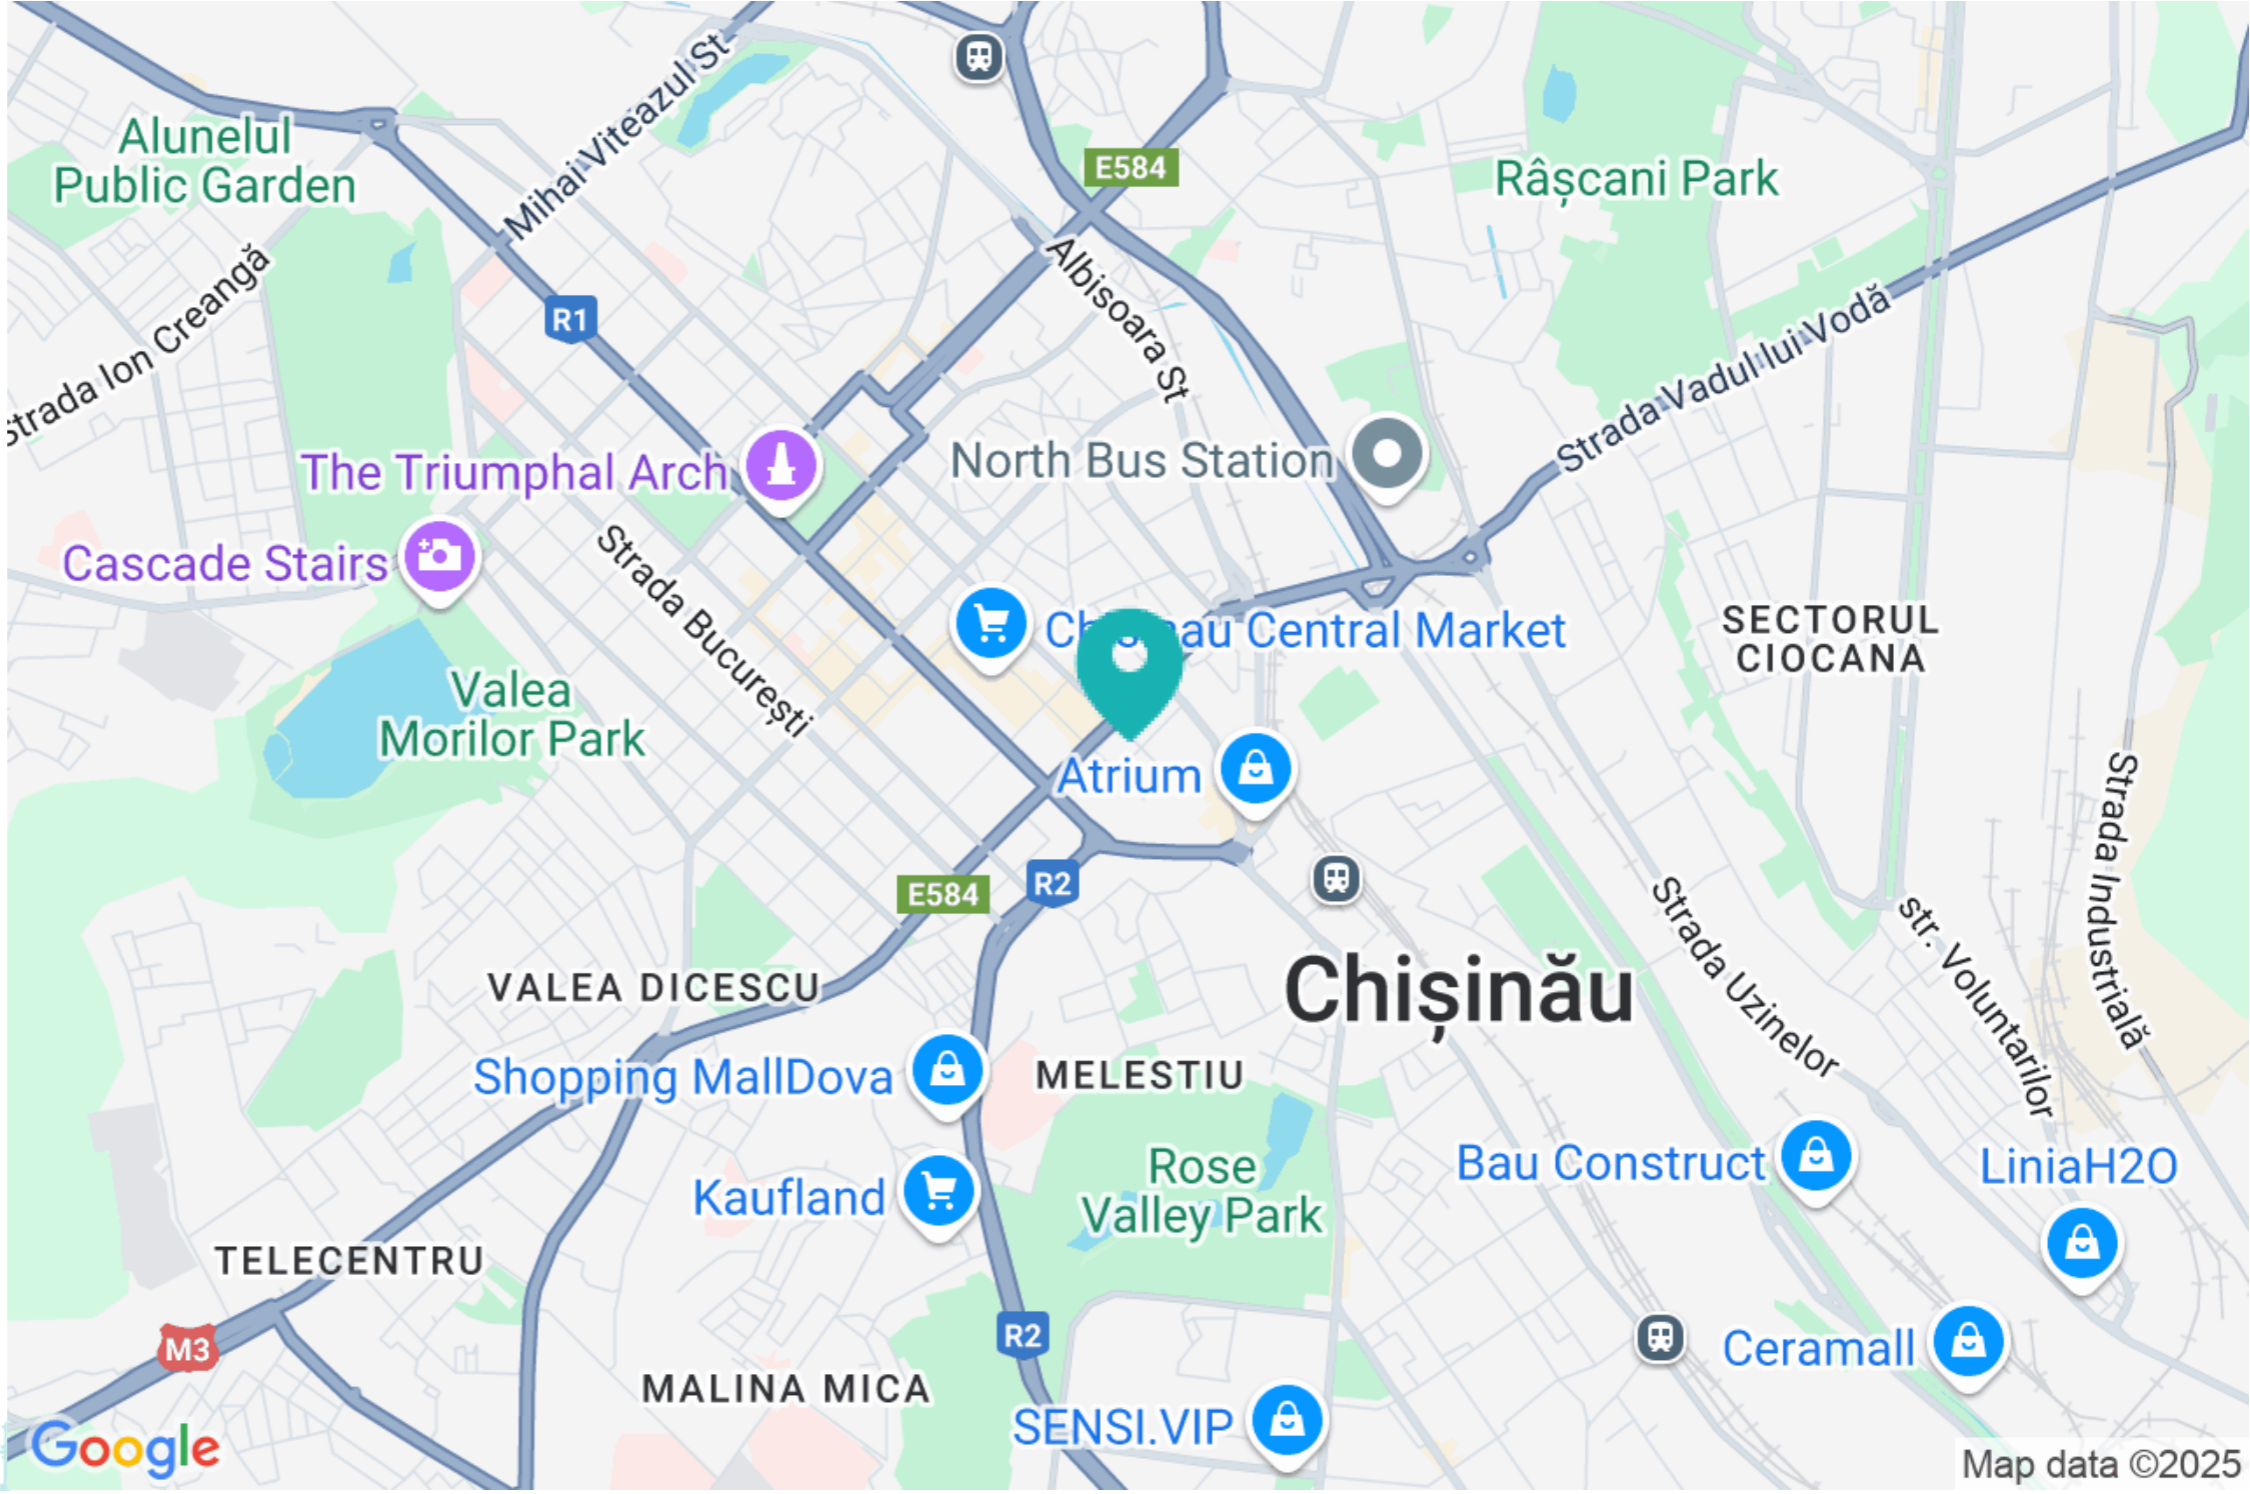 Mihai Viteazul St
Alunelul
Public Garden
E584
Râșcani Park
Strada Ion Creangă
R1
Albisoara St
Strada Vadul lui Vodă
The Triumphal Arch
North Bus Station
Cascade Stairs
Strada București
Central Market
SECTORUL
CIOCANA
Valea
Morilor Park
Atrium
Strada Industrială
E584
R2
Strada Uzinelor
str. Voluntarilor
VALEA DICESCU
Chișinău
Shopping MallDova
MELESTIU
Kaufland
Rose
Valley Park
Bau Construct
LiniaH2O
TELECENTRU
M3
R2
Ceramall
MALINA MICA
SENSI.VIP
Google
Map data ©2025